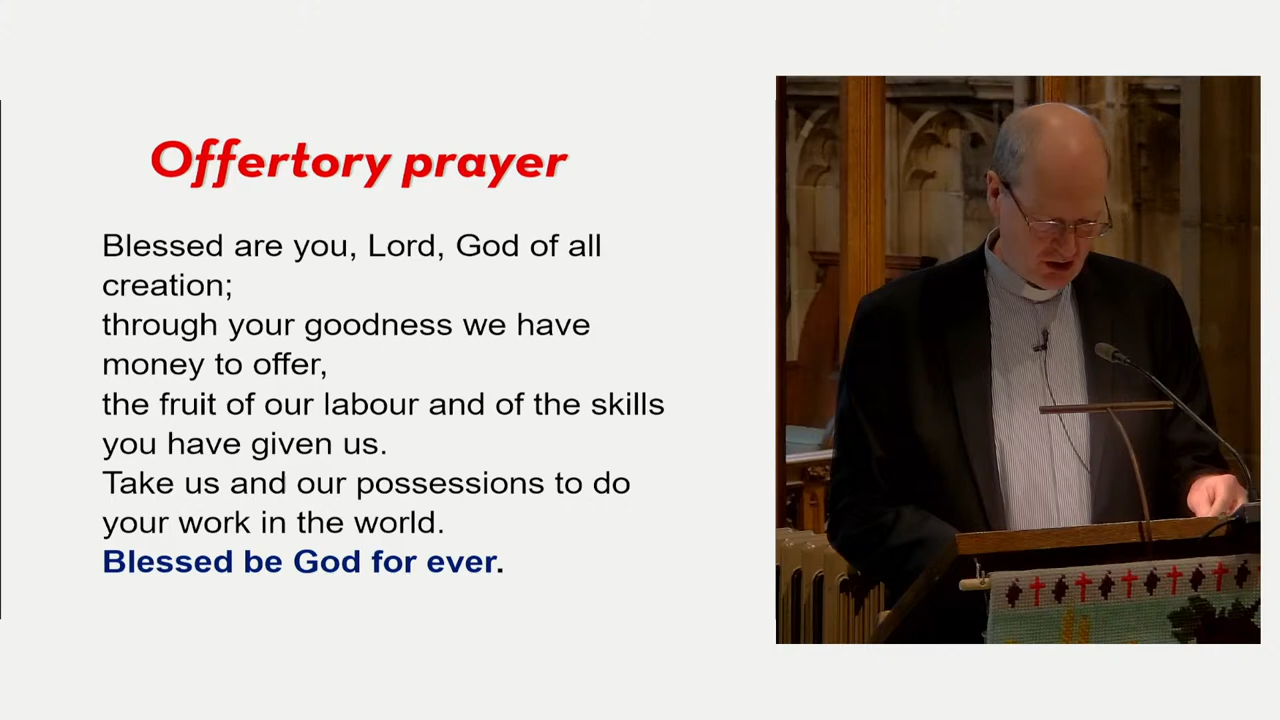 Offertory prayer
Blessed are you, Lord, God of all
creation;
through your goodness we have
money to offer,
the fruit of our labour and of the skills
you have given us.
Take us and our possessions to do
your work in the world.
Blessed be God for ever.